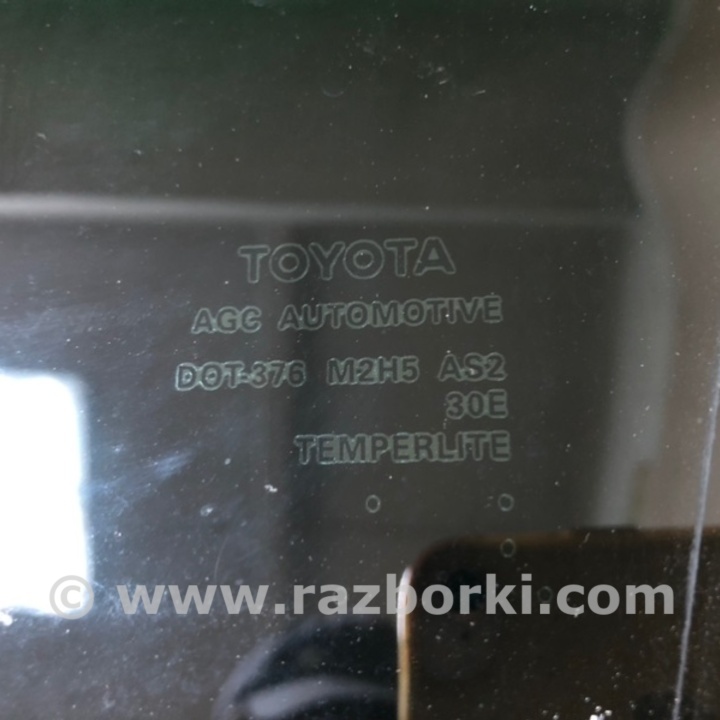 TOYOTA
AGC AUTOMOTIVE
DOT-376 M2H5 AS2
30E
TEMPERLITE
© www.razborki.com